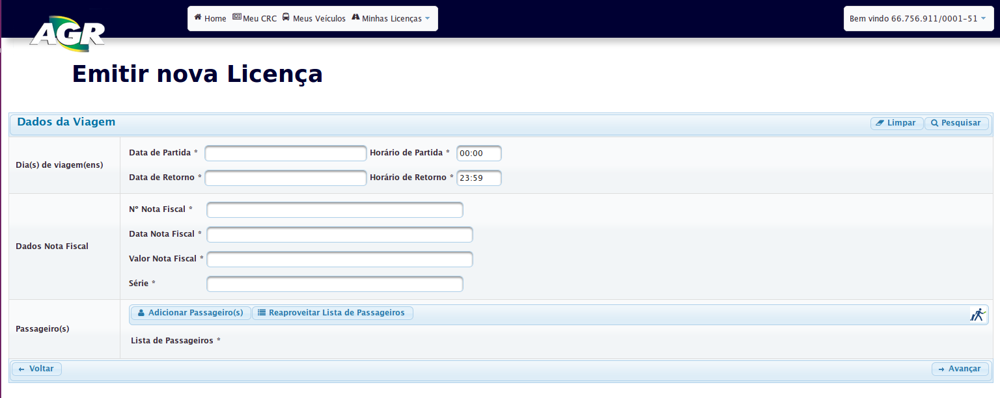 Home Meu CRC Meus Veículos Minhas Licenças
Bem vindo 66.756.911/0001-51
AGR
Emitir nova Licença
Dados da Viagem
Limpar Pesquisar
Dia(s) de viagem(ens)
Data de Partida * Horário de Partida * 00:00
Data de Retorno * Horário de Retorno * 23:59
Dados Nota Fiscal
Nº Nota Fiscal *
Data Nota Fiscal *
Valor Nota Fiscal *
Série *
Passageiro(s)
Adicionar Passageiro(s) Reaproveitar Lista de Passageiros
Lista de Passageiros *
Voltar
Avançar